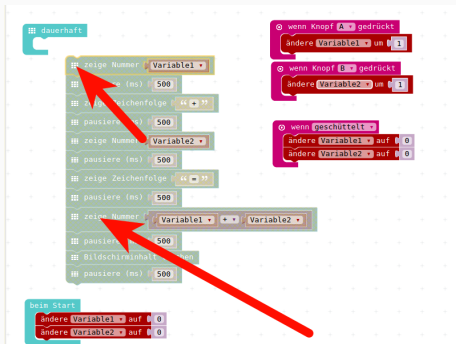 dauerhaft
zeige Nummer Variable1
pausiere (ms) 500
zeige Zeichenfolge " + "
pausiere (ms) 500
zeige Nummer Variable2
pausiere (ms) 500
zeige Zeichenfolge " = "
pausiere (ms) 500
zeige Nummer Variable1 + Variable2
pausiere (ms) 500
Bildschirminhalt
pausiere (ms) 500
beim Start
ändere Variable1 auf 0
ändere Variable2 auf 0
wenn Knopf A gedrückt
ändere Variable1 um 1
wenn Knopf B gedrückt
ändere Variable2 um 1
wenn geschüttelt
ändere Variable1 auf 0
ändere Variable2 auf 0